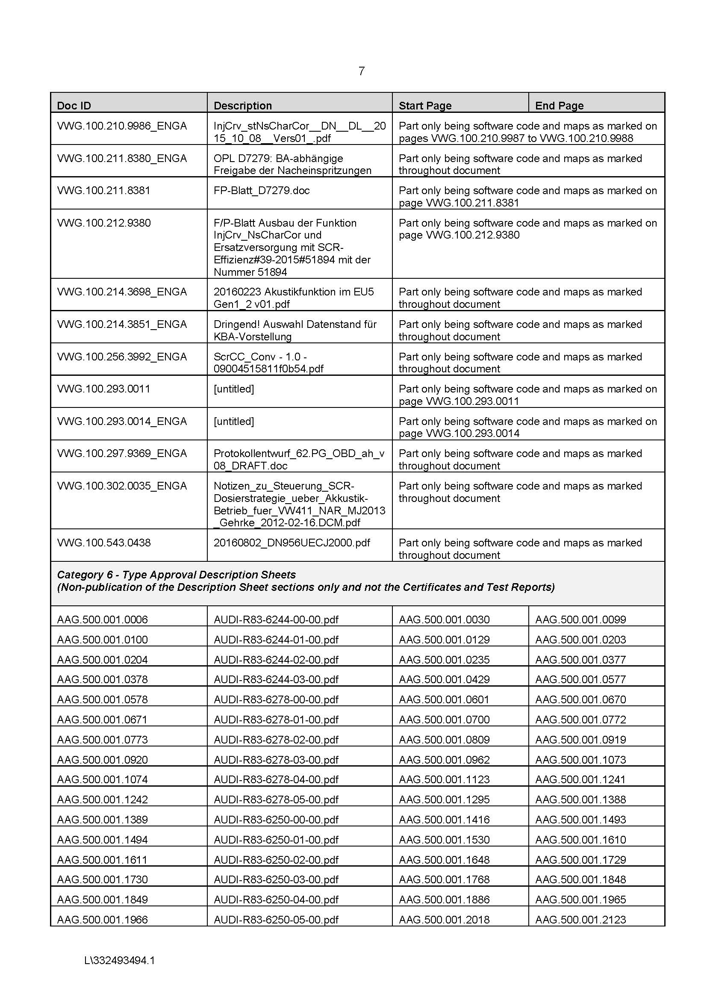 7
Doc ID Description Start Page End Page
VWG.100.210.9986_ENGA InjCrv_stNsCharCor__DN__DL__20 Part only being software code and maps as marked on
15_10_08__Vers01_.pdf pages VWG.100.210.9987 to VWG.100.210.9988
VWG.100.211.8380_ENGA OPL D7279: BA-abhängige Part only being software code and maps as marked
Freigabe der Nacheinspritzungen throughout document
VWG.100.211.8381 FP-Blatt_D7279.doc Part only being software code and maps as marked on
page VWG.100.211.8381
VWG.100.212.9380 F/P-Blatt Ausbau der Funktion Part only being software code and maps as marked on
InjCrv_NsCharCor und page VWG.100.212.9380
Ersatzversorgung mit SCR-
Effizienz#39-2015#51894 mit der
Nummer 51894
VWG.100.214.3698_ENGA 20160223 Akustikfunktion im EU5 Part only being software code and maps as marked
Gen1_2 v01.pdf throughout document
VWG.100.214.3851_ENGA Dringend! Auswahl Datenstand für Part only being software code and maps as marked
KBA-Vorstellung throughout document
VWG.100.256.3992_ENGA ScrCC_Conv - 1.0 - Part only being software code and maps as marked
09004515811f0b54.pdf throughout document
VWG.100.293.0011 [untitled] Part only being software code and maps as marked on
page VWG.100.293.0011
VWG.100.293.0014_ENGA [untitled] Part only being software code and maps as marked on
page VWG.100.293.0014
VWG.100.297.9369_ENGA Protokollentwurf_62.PG_OBD_ah_v Part only being software code and maps as marked
08_DRAFT.doc throughout document
VWG.100.302.0035_ENGA Notizen_zu_Steuerung_SCR- Part only being software code and maps as marked
Dosierstrategie_ueber_Akkustik- throughout document
Betrieb_fuer_VW411_NAR_MJ2013
_Gehrke_2012-02-16.DCM.pdf
VWG.100.543.0438 20160802_DN956UECJ2000.pdf Part only being software code and maps as marked
throughout document
Category 6 - Type Approval Description Sheets
(Non-publication of the Description Sheet sections only and not the Certificates and Test Reports)
AAG.500.001.0006 AUDI-R83-6244-00-00.pdf AAG.500.001.0030 AAG.500.001.0099
AAG.500.001.0100 AUDI-R83-6244-01-00.pdf AAG.500.001.0129 AAG.500.001.0203
AAG.500.001.0204 AUDI-R83-6244-02-00.pdf AAG.500.001.0235 AAG.500.001.0377
AAG.500.001.0378 AUDI-R83-6244-03-00.pdf AAG.500.001.0429 AAG.500.001.0577
AAG.500.001.0578 AUDI-R83-6278-00-00.pdf AAG.500.001.0601 AAG.500.001.0670
AAG.500.001.0671 AUDI-R83-6278-01-00.pdf AAG.500.001.0700 AAG.500.001.0772
AAG.500.001.0773 AUDI-R83-6278-02-00.pdf AAG.500.001.0809 AAG.500.001.0919
AAG.500.001.0920 AUDI-R83-6278-03-00.pdf AAG.500.001.0962 AAG.500.001.1073
AAG.500.001.1074 AUDI-R83-6278-04-00.pdf AAG.500.001.1123 AAG.500.001.1241
AAG.500.001.1242 AUDI-R83-6278-05-00.pdf AAG.500.001.1295 AAG.500.001.1388
AAG.500.001.1389 AUDI-R83-6250-00-00.pdf AAG.500.001.1416 AAG.500.001.1493
AAG.500.001.1494 AUDI-R83-6250-01-00.pdf AAG.500.001.1530 AAG.500.001.1610
AAG.500.001.1611 AUDI-R83-6250-02-00.pdf AAG.500.001.1648 AAG.500.001.1729
AAG.500.001.1730 AUDI-R83-6250-03-00.pdf AAG.500.001.1768 AAG.500.001.1848
AAG.500.001.1849 AUDI-R83-6250-04-00.pdf AAG.500.001.1886 AAG.500.001.1965
AAG.500.001.1966 AUDI-R83-6250-05-00.pdf AAG.500.001.2018 AAG.500.001.2123
L\332493494.1